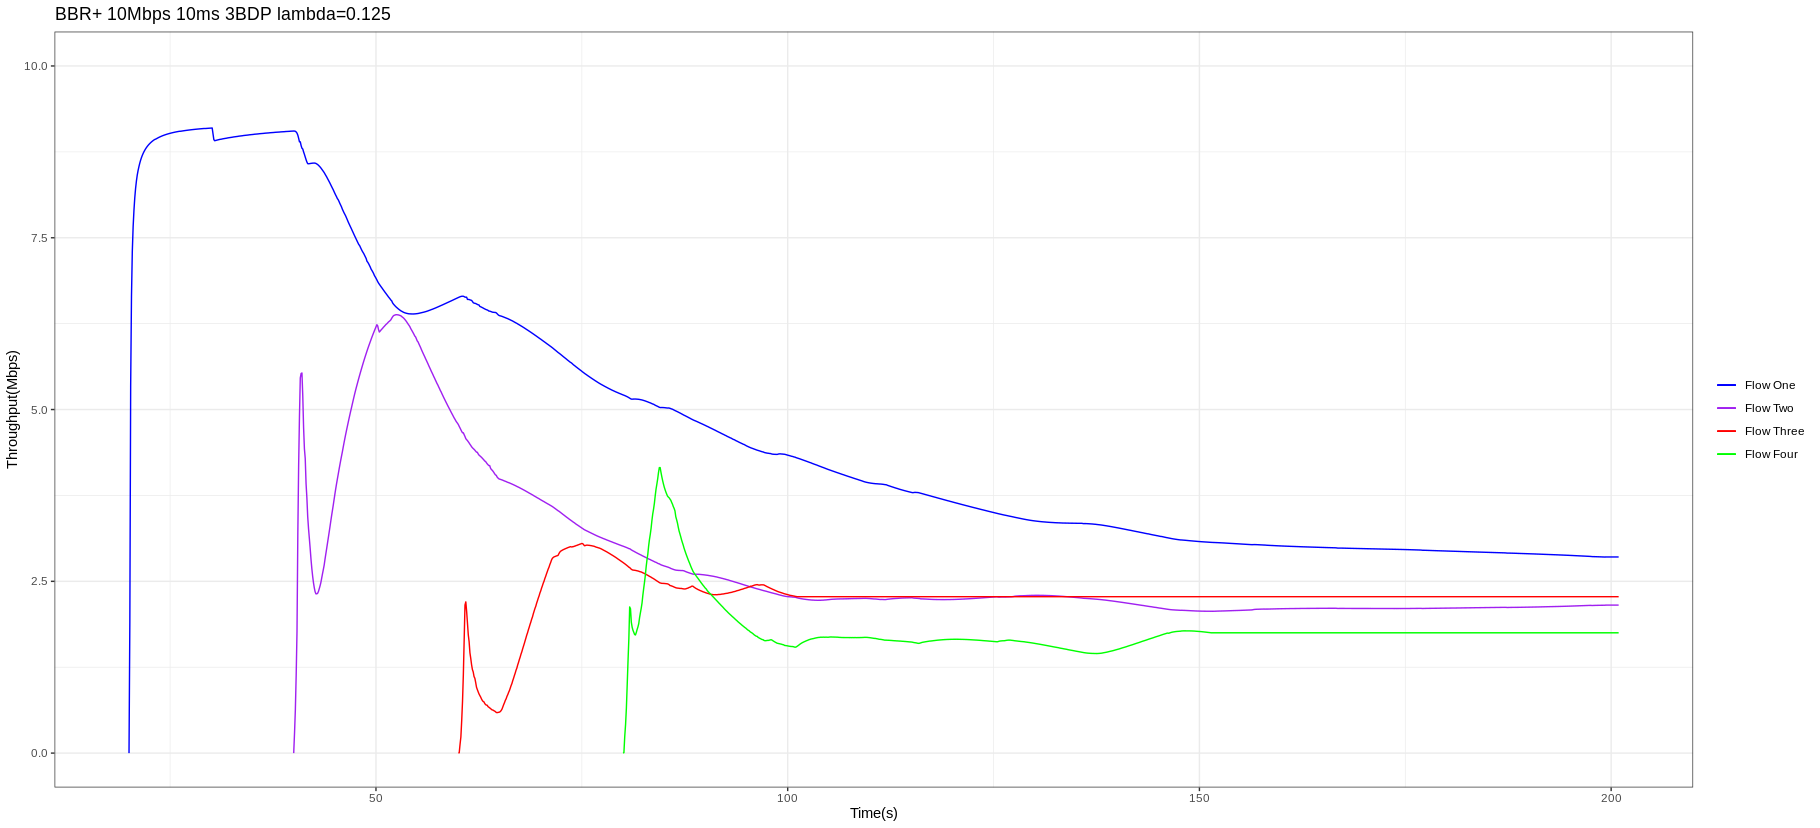 BBR+ 10Mbps 10ms 3BDP lambda=0.125
Throughput(Mbps)
10.0
7.5
5.0
2.5
0.0
50
100
150
200
Time(s)
Flow One
Flow Two
Flow Three
Flow Four